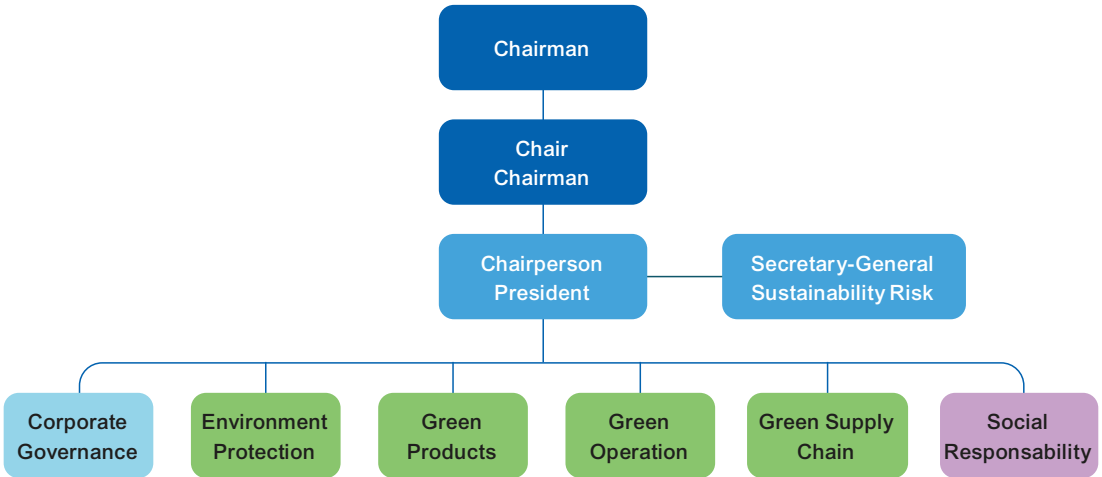 Chairman
Chair
Chairman
Chairperson
President
Secretary-General
Sustainability Risk
Corporate
Governance
Environment
Protection
Green
Products
Green
Operation
Green Supply
Chain
Social
Responsability